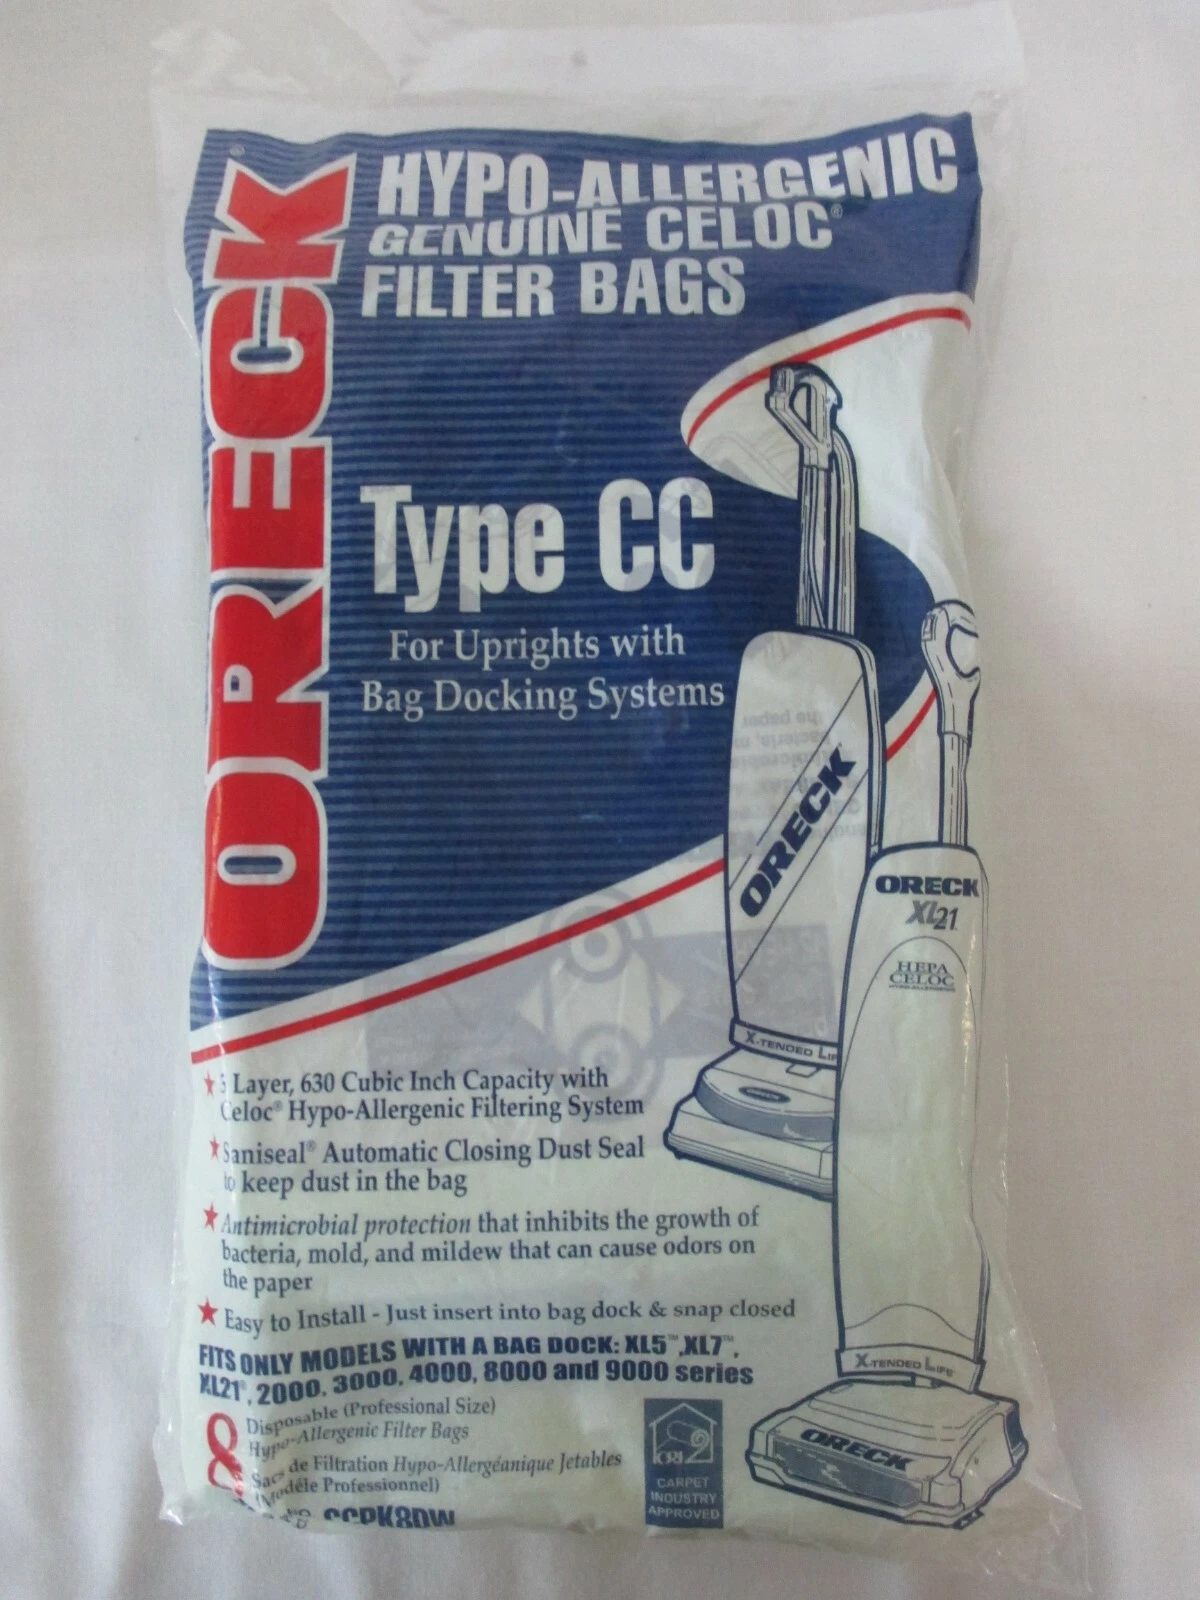 ORECK®
HYPO-ALLERGENIC
GENUINE CELOC®
FILTER BAGS
Type CC
For Uprights with
Bag Docking Systems
ORECK
X-TENDED LIFE
ORECK
XL21
HEPA
CELOC
HYPO-ALLERGENIC
X-TENDED LIFE
ORECK
Layer, 630 Cubic Inch Capacity with
Celoc® Hypo-Allergenic Filtering System
Saniseal® Automatic Closing Dust Seal
to keep dust in the bag
Antimicrobial protection that inhibits the growth of
bacteria, mold, and mildew that can cause odors on
the paper
Easy to Install - Just insert into bag dock & snap closed
FITS ONLY MODELS WITH A BAG DOCK: XL5™, XL7™,
XL21®, 2000, 3000, 4000, 8000 and 9000 series
8
Disposable (Professional Size)
Hypo-Allergenic Filter Bags
Sacs de Filtration Hypo-Allergéanique Jetables
(Modéle Professionnel)
CCPK8DW
CRI
CARPET
INDUSTRY
APPROVED